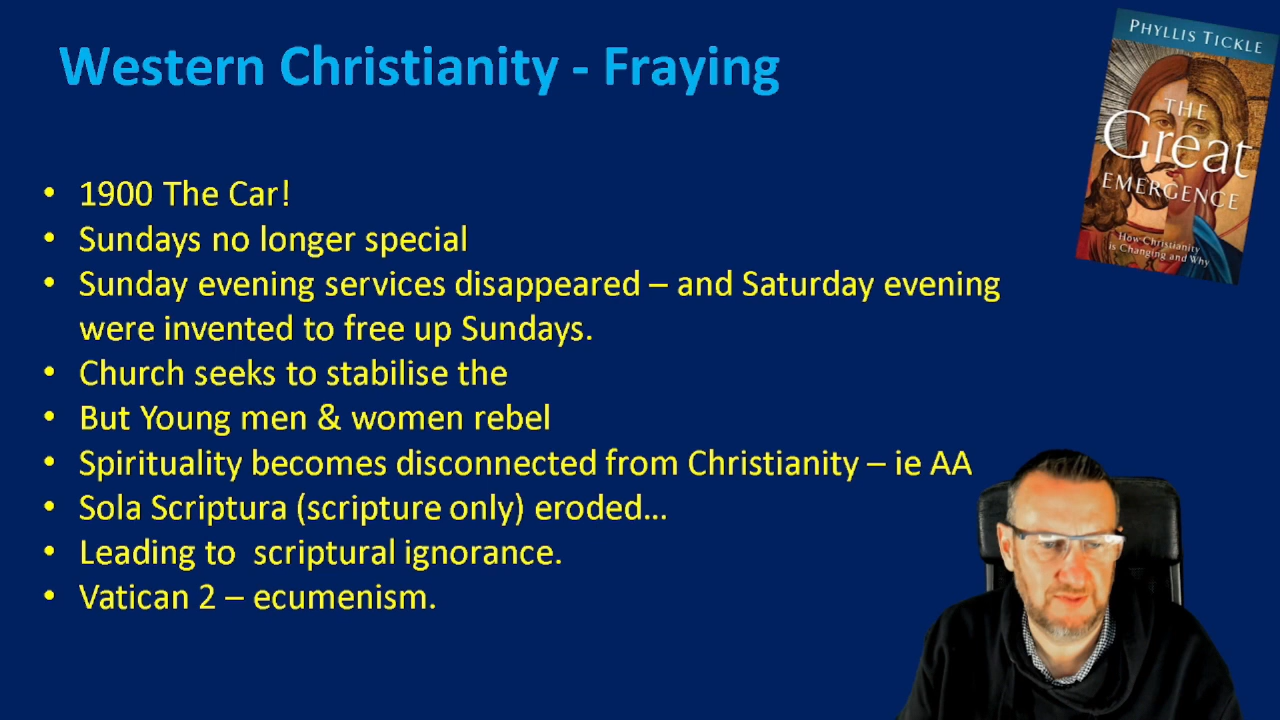 Western Christianity - Fraying
PHYLLIS TICKLE
THE
Great
EMERGENCE
How Christianity
is Changing and Why
• 1900 The Car!
• Sundays no longer special
• Sunday evening services disappeared – and Saturday evening
were invented to free up Sundays.
• Church seeks to stabilise the
• But Young men & women rebel
• Spirituality becomes disconnected from Christianity – ie AA
• Sola Scriptura (scripture only) eroded...
• Leading to  scriptural ignorance.
• Vatican 2 – ecumenism.